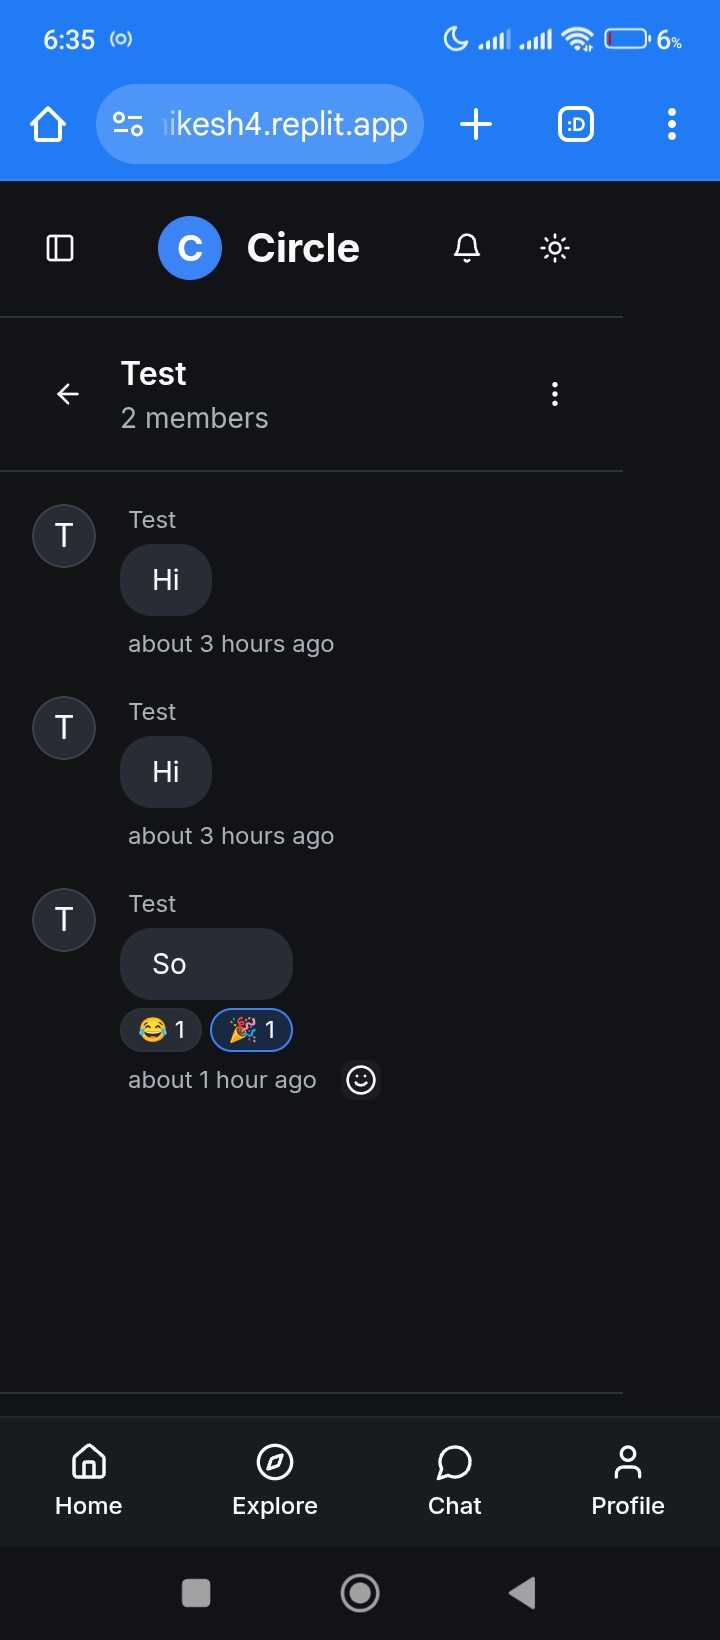 6:35
6%
ikesh4.replit.app
:D
C
Circle
Test
2 members
T
Test
Hi
about 3 hours ago
T
Test
Hi
about 3 hours ago
T
Test
So
😂 1 🎉 1
about 1 hour ago
Home Explore Chat Profile